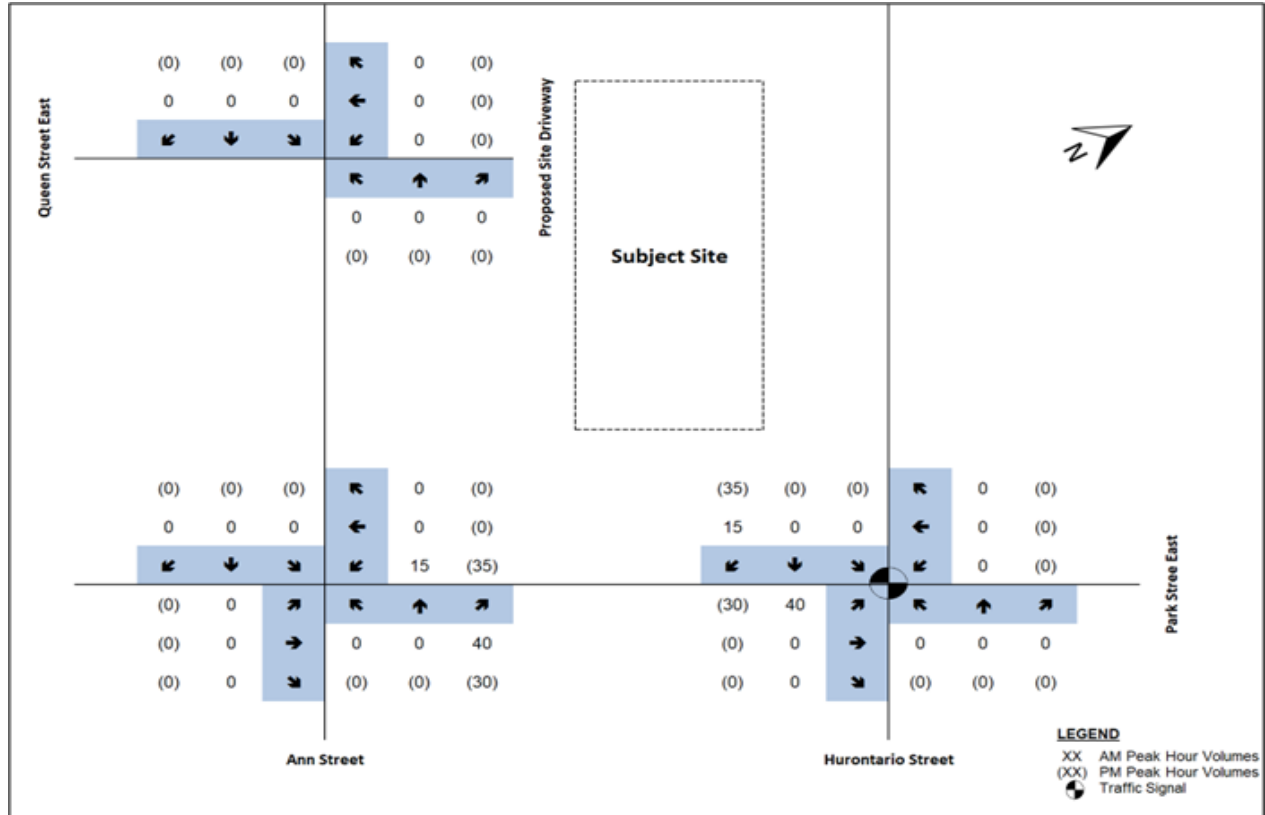 (0) (0) (0) 0 (0)
0 0 0 0 (0)
0 (0)
0 0 0
(0) (0) (0)
Queen Street East
Proposed Site Driveway
Subject Site
N
(0) (0) (0) 0 (0)
0 0 0 0 (0)
15 (35)
(0) 0
(0) 0 0 0 40
(0) 0 (0) (0) (30)
Ann Street
(35) (0) (0) 0 (0)
15 0 0 0 (0)
0 (0)
(30) 40
(0) 0 0 0 0
(0) 0 (0) (0) (0)
Hurontario Street
Park Stree East
LEGEND
XX AM Peak Hour Volumes
(XX) PM Peak Hour Volumes
Traffic Signal